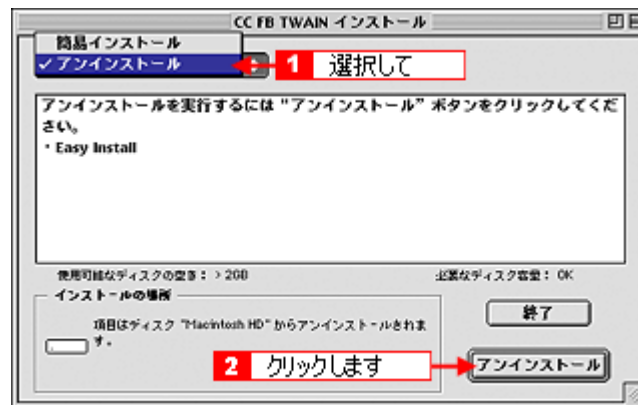 CC FB TWAIN インストール
簡易インストール
✓アンインストール
1 選択して
アンインストールを実行するには “アンインストール” ボタンをクリックしてくだ
さい。
・Easy Install
使用可能なディスクの空き： > 2GB
必要なディスク容量： OK
インストールの場所
項目はディスク “Macintosh HD” からアンインストールされま
す。
終了
2 クリックします
アンインストール